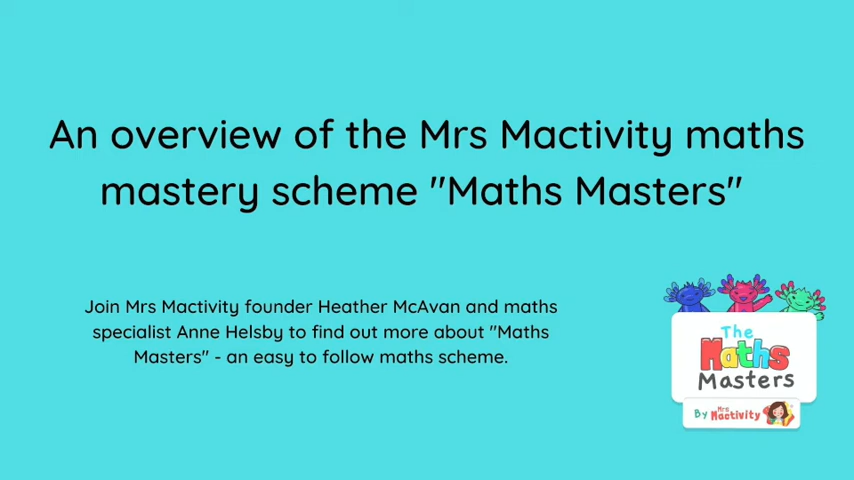 An overview of the Mrs Mactivity maths
mastery scheme "Maths Masters"
Join Mrs Mactivity founder Heather McAvan and maths
specialist Anne Helsby to find out more about "Maths
Masters" - an easy to follow maths scheme.
The
Maths
Masters
By Mrs Mactivity